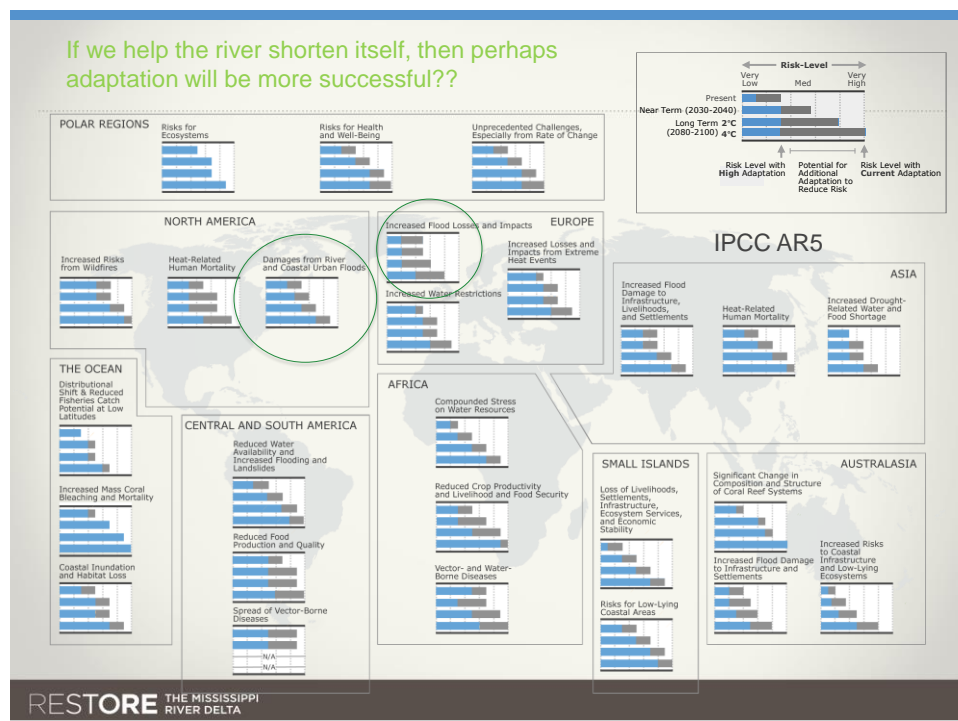 If we help the river shorten itself, then perhaps
adaptation will be more successful??
Risk-Level
Very
Low
Med
Very
High
Present
Near Term (2030-2040)
Long Term 2°C
(2080-2100) 4°C
Risk Level with
High Adaptation
Potential for
Additional
Adaptation to
Reduce Risk
Risk Level with
Current Adaptation
POLAR REGIONS
Risks for
Ecosystems
Risks for Health
and Well-Being
Unprecedented Challenges,
Especially from Rate of Change
NORTH AMERICA
Increased Risks
from Wildfires
Heat-Related
Human Mortality
Damages from River
and Coastal Urban Floods
EUROPE
Increased Flood Losses and Impacts
Increased Losses and
Impacts from Extreme
Heat Events
Increased Water Restrictions
IPCC AR5
ASIA
Increased Flood
Damage to
Infrastructure,
Livelihoods,
and Settlements
Heat-Related
Human Mortality
Increased Drought-
Related Water and
Food Shortage
THE OCEAN
Distributional
Shift & Reduced
Fisheries Catch
Potential at Low
Latitudes
Increased Mass Coral
Bleaching and Mortality
Coastal Inundation
and Habitat Loss
CENTRAL AND SOUTH AMERICA
Reduced Water
Availability and
Increased Flooding and
Landslides
Reduced Food
Production and Quality
Spread of Vector-Borne
Diseases
N/A
N/A
AFRICA
Compounded Stress
on Water Resources
Reduced Crop Productivity
and Livelihood and Food Security
Vector- and Water-
Borne Diseases
SMALL ISLANDS
Loss of Livelihoods,
Settlements,
Infrastructure,
Ecosystem Services,
and Economic
Stability
Risks for Low-Lying
Coastal Areas
AUSTRALASIA
Significant Change in
Composition and Structure
of Coral Reef Systems
Increased Flood Damage
to Infrastructure and
Settlements
Increased Risks
to Coastal
Infrastructure
and Low-Lying
Ecosystems
RESTORE THE MISSISSIPPI
RIVER DELTA